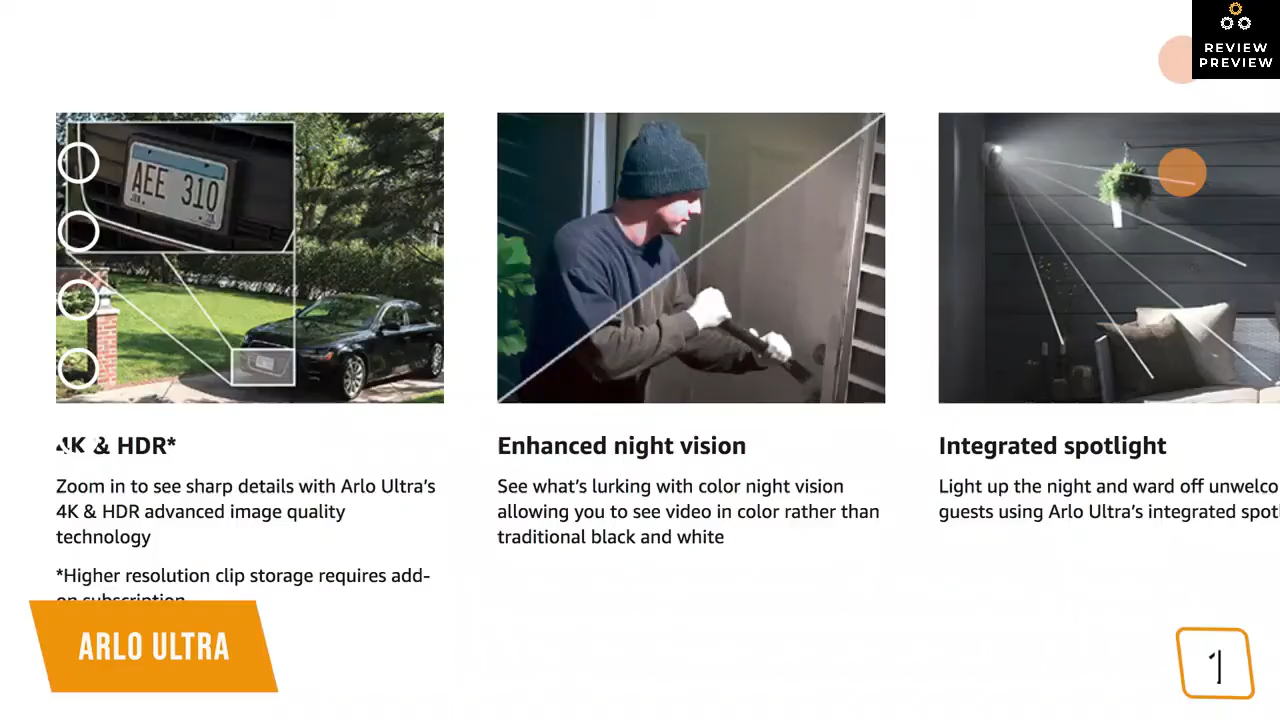 REVIEW
PREVIEW
AEE 310
4K & HDR*
Zoom in to see sharp details with Arlo Ultra's
4K & HDR advanced image quality
technology
*Higher resolution clip storage requires add-
on subscription
Enhanced night vision
See what's lurking with color night vision
allowing you to see video in color rather than
traditional black and white
Integrated spotlight
Light up the night and ward off unwelco
guests using Arlo Ultra's integrated spot
ARLO ULTRA
1